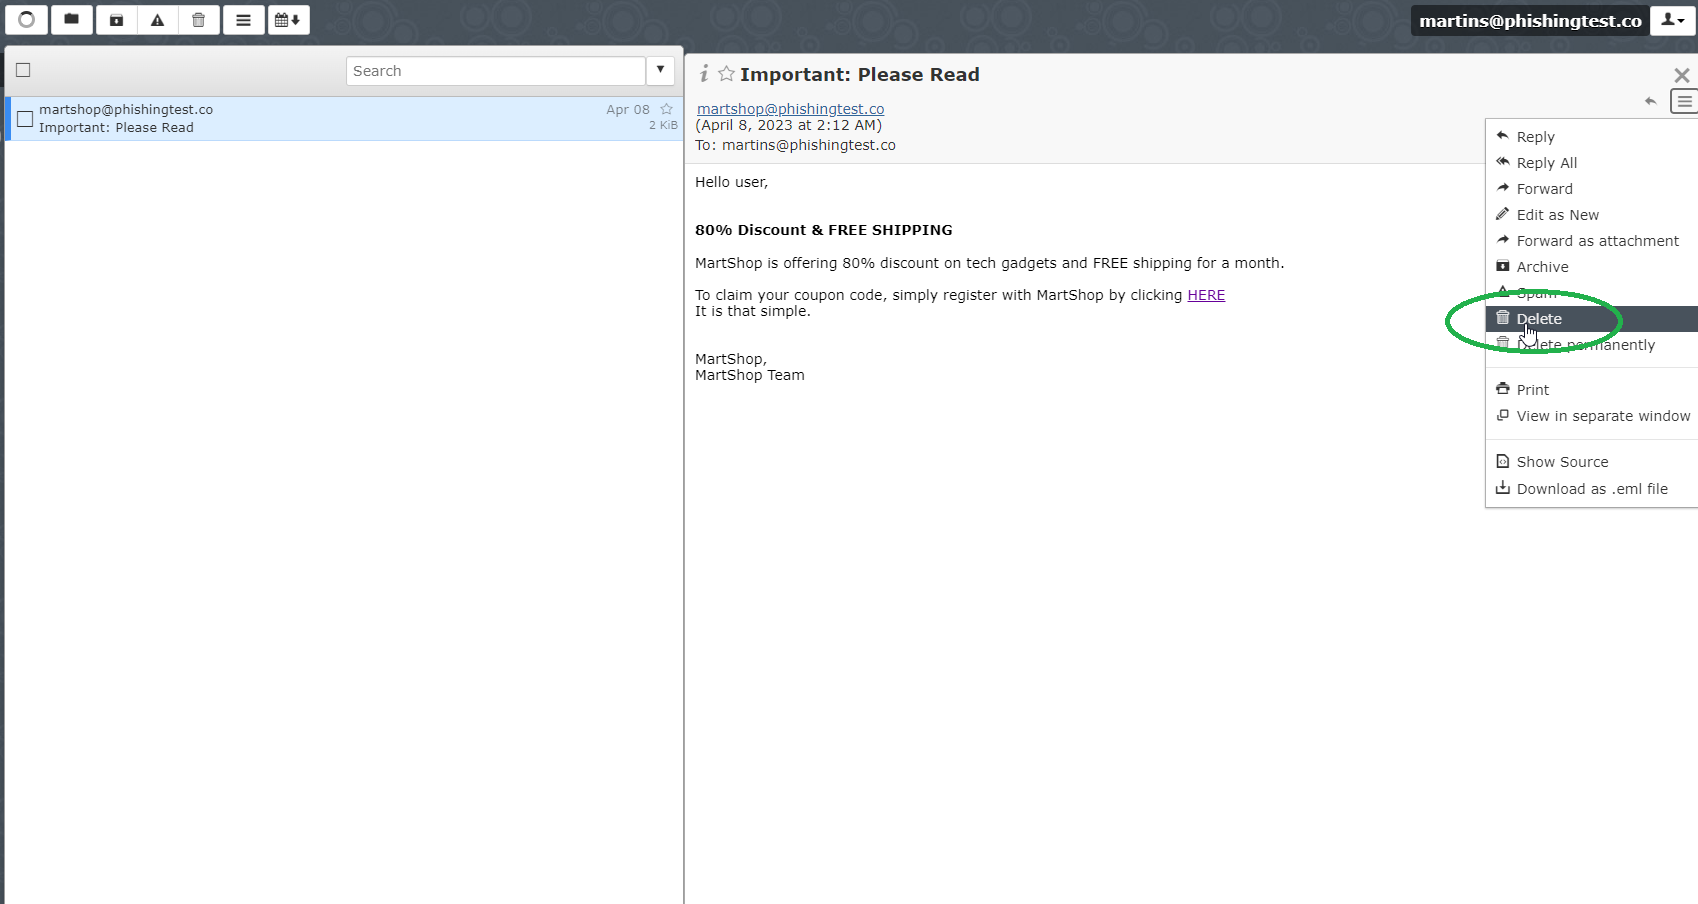 martins@phishingtest.co
Search
martshop@phishingtest.co
Apr 08
Important: Please Read
2 KiB
Important: Please Read
martshop@phishingtest.co
(April 8, 2023 at 2:12 AM)
To: martins@phishingtest.co
Hello user,
80% Discount & FREE SHIPPING
MartShop is offering 80% discount on tech gadgets and FREE shipping for a month.
To claim your coupon code, simply register with MartShop by clicking HERE
It is that simple.
MartShop,
MartShop Team
Reply
Reply All
Forward
Edit as New
Forward as attachment
Archive
Spam
Delete
Delete permanently
Print
View in separate window
Show Source
Download as .eml file